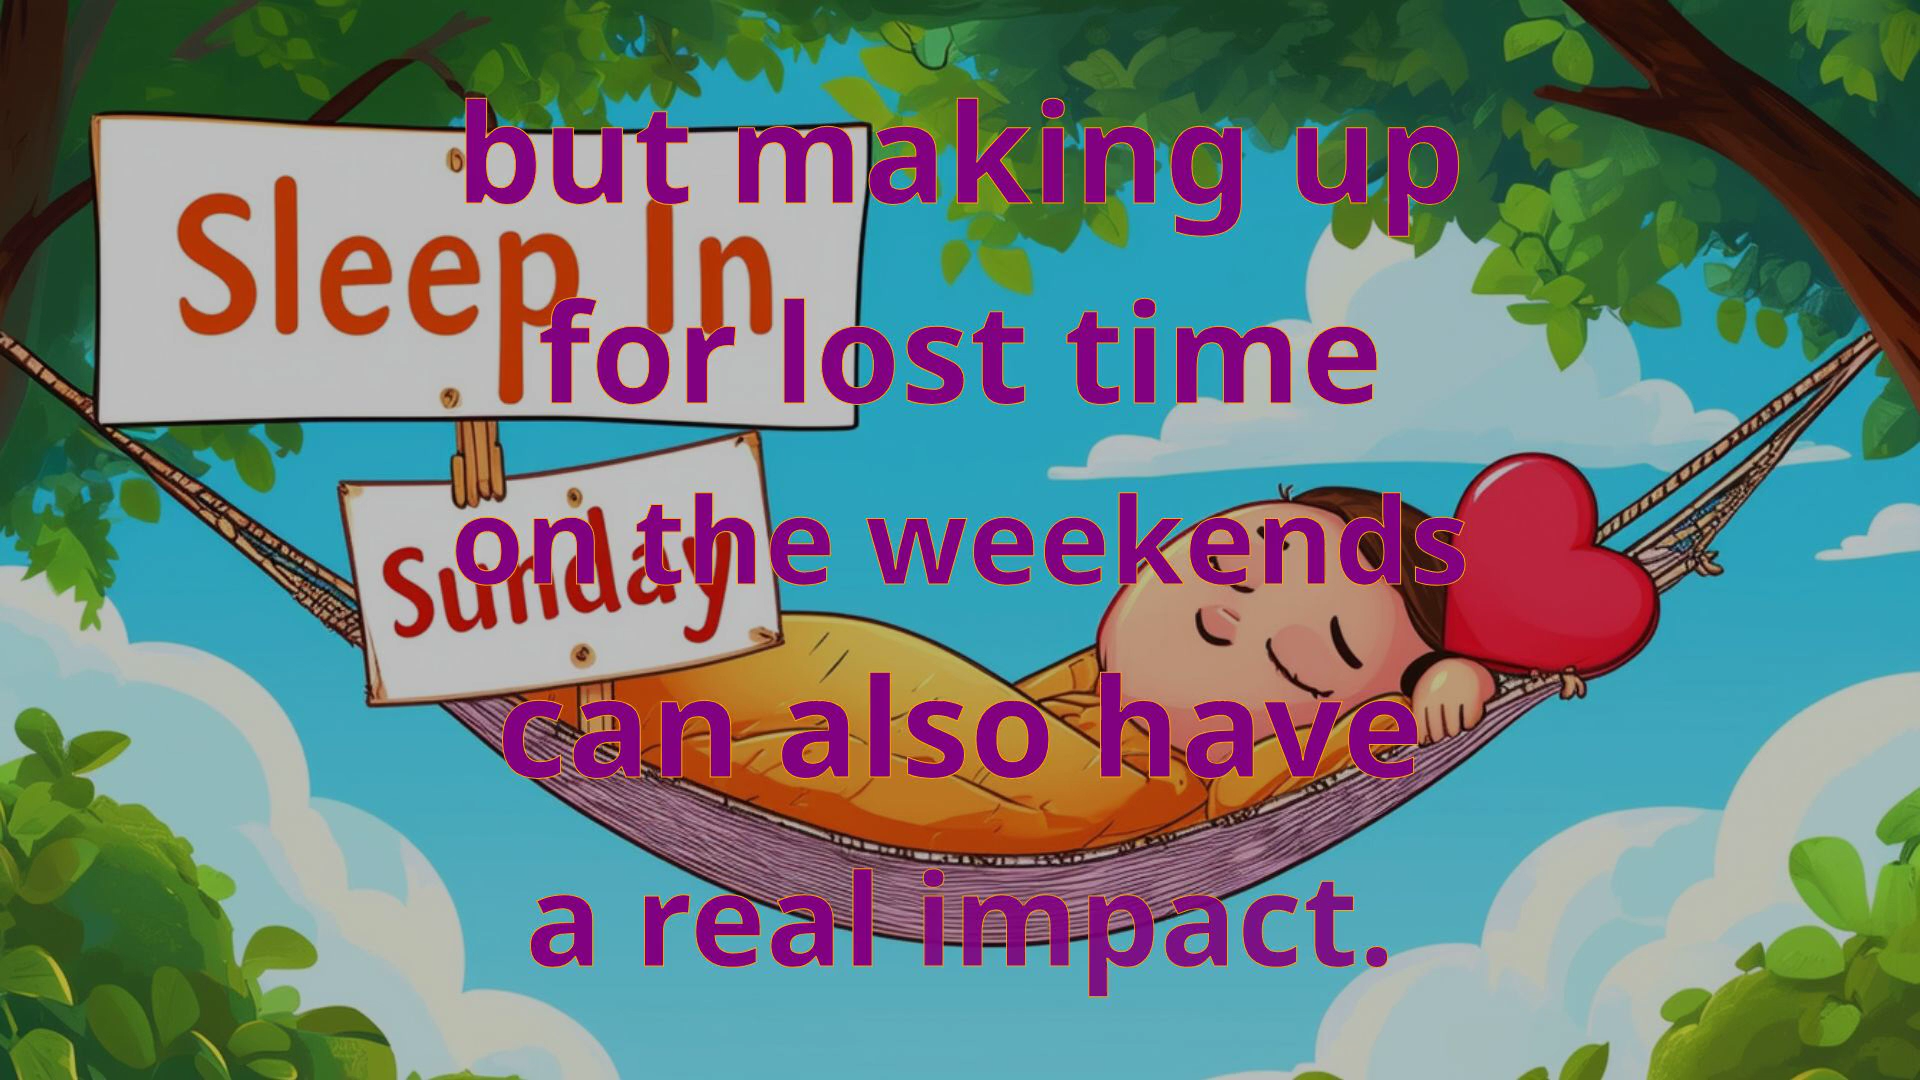 but making up
for lost time
on the weekends
can also have
a real impact.
Sleep In
Sunday